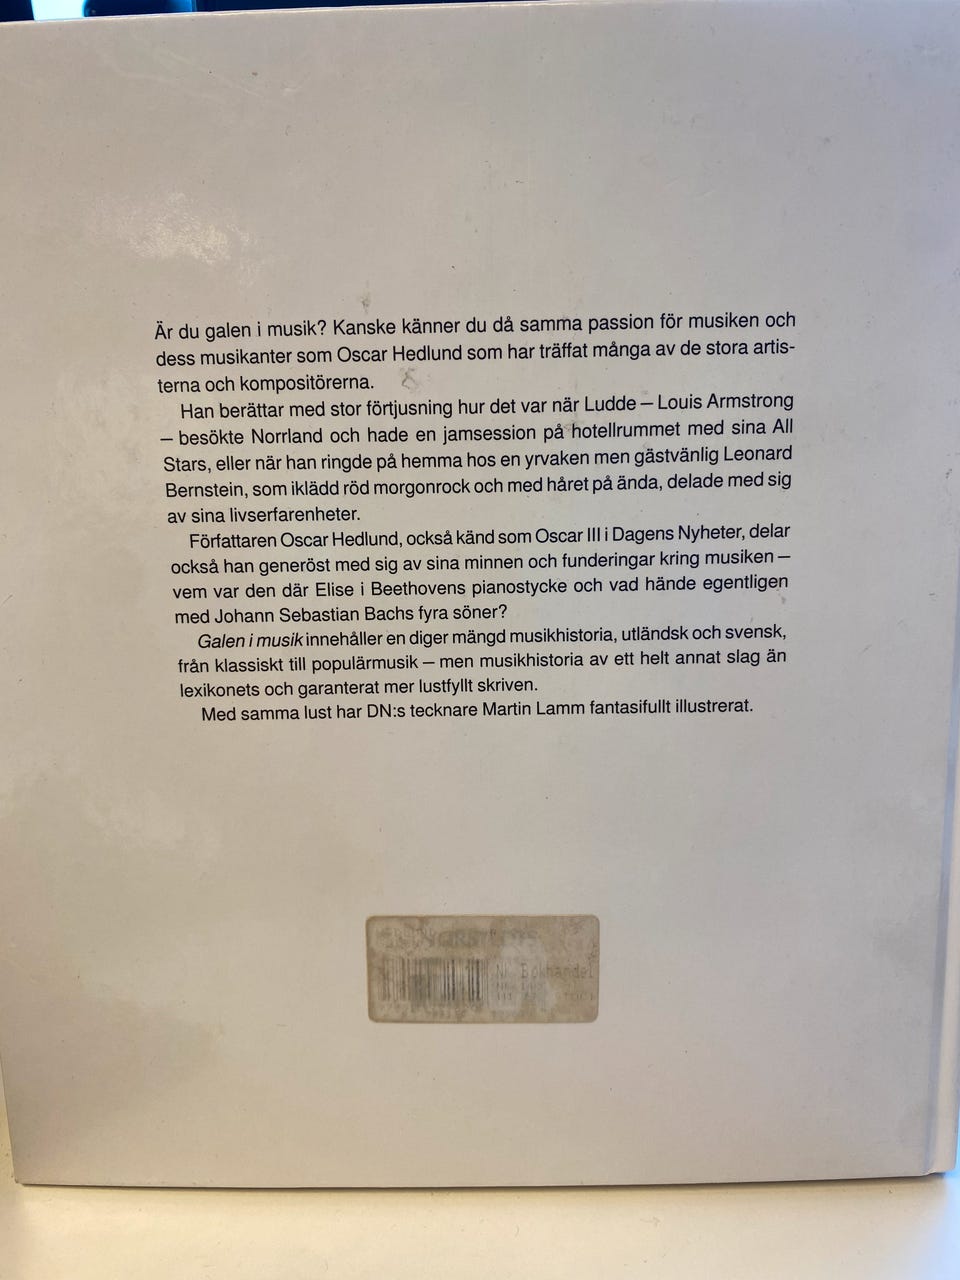 Är du galen i musik? Kanske känner du då samma passion för musiken och
dess musikanter som Oscar Hedlund som har träffat många av de stora artis-
terna och kompositörerna.
Han berättar med stor förtjusning hur det var när Ludde – Louis Armstrong
– besökte Norrland och hade en jamsession på hotellrummet med sina All
Stars, eller när han ringde på hemma hos en yrvaken men gästvänlig Leonard
Bernstein, som iklädd röd morgonrock och med håret på ända, delade med sig
av sina livserfarenheter.
Författaren Oscar Hedlund, också känd som Oscar III i Dagens Nyheter, delar
också han generöst med sig av sina minnen och funderingar kring musiken –
vem var den där Elise i Beethovens pianostycke och vad hände egentligen
med Johann Sebastian Bachs fyra söner?
Galen i musik innehåller en diger mängd musikhistoria, utländsk och svensk,
från klassiskt till populärmusik – men musikhistoria av ett helt annat slag än
lexikonets och garanterat mer lustfyllt skriven.
Med samma lust har DN:s tecknare Martin Lamm fantasifullt illustrerat.
Bokhandel